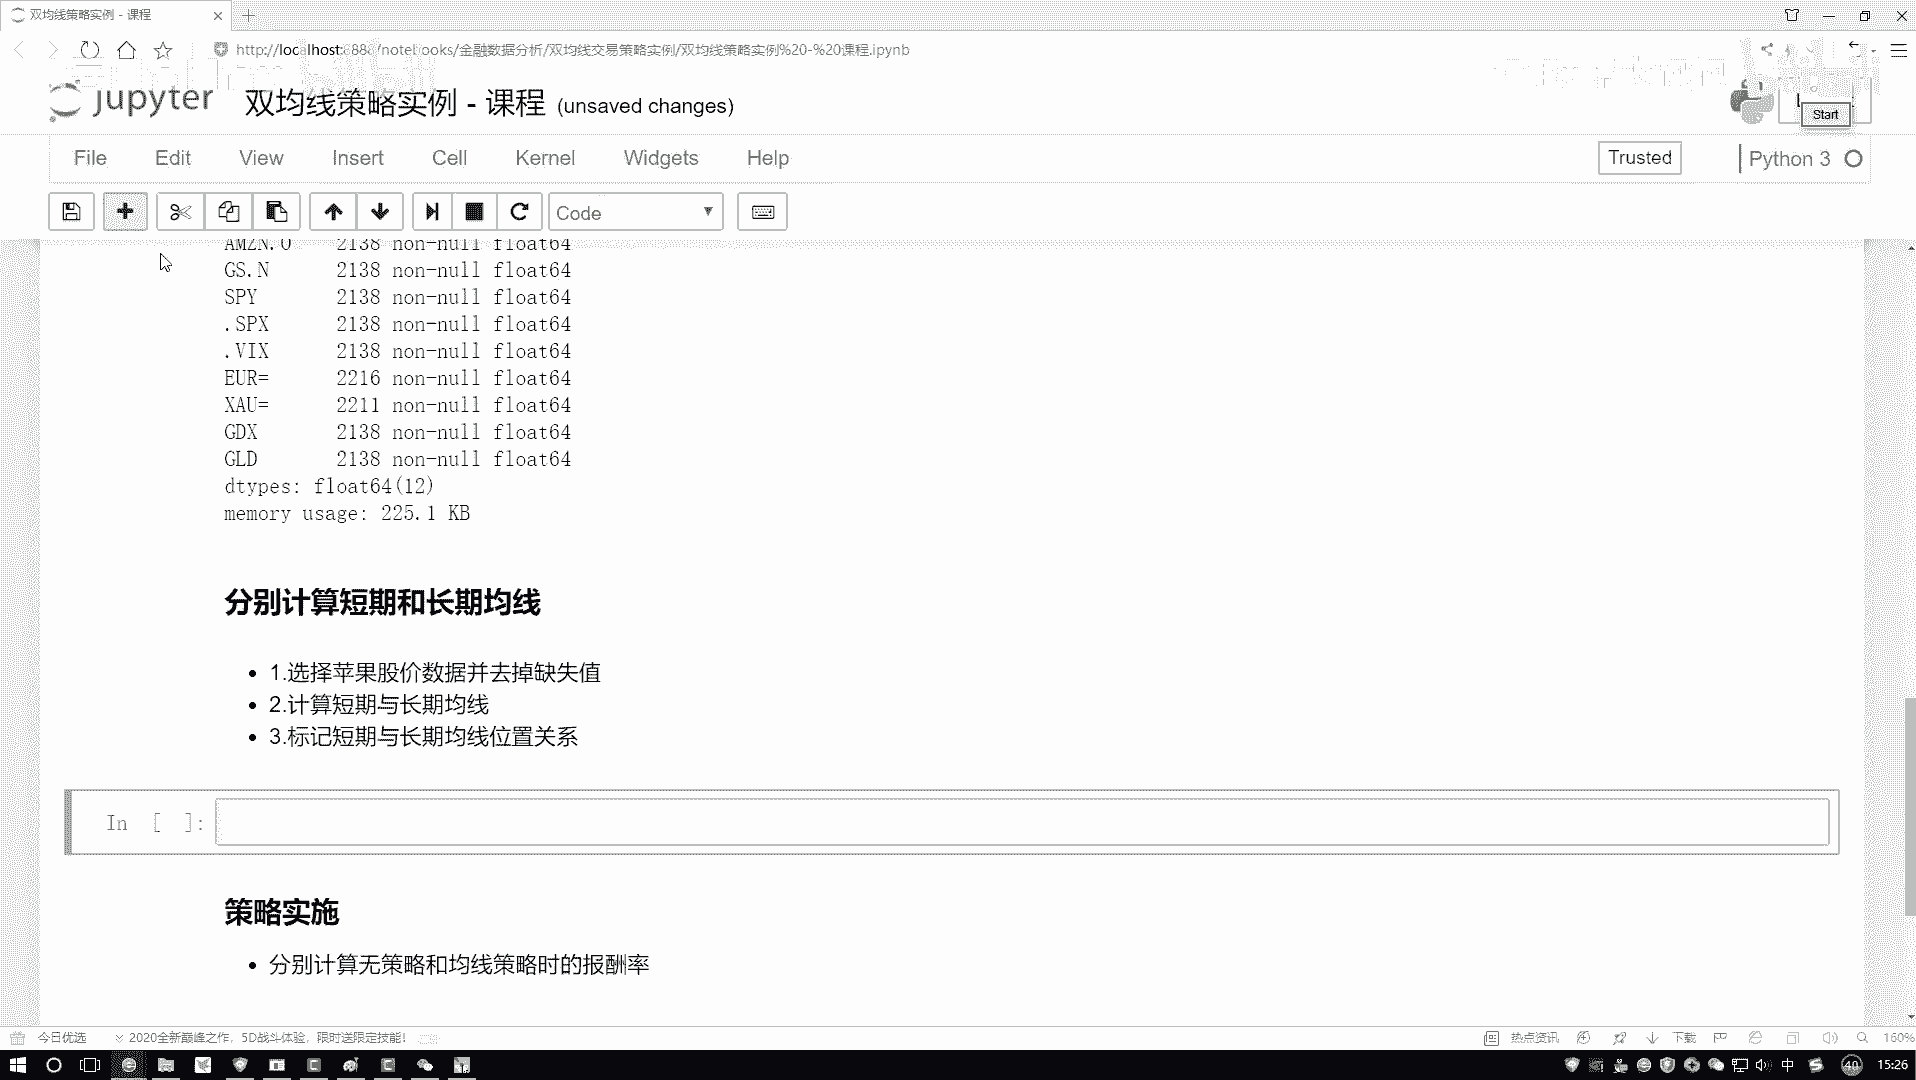 双均线策略实例 - 课程
http://localhost:888/notebooks/金融数据分析/双均线交易策略实例/双均线策略实例%20-%20课程.ipynb
jupyter 双均线策略实例 - 课程 (unsaved changes)
Start
File Edit View Insert Cell Kernel Widgets Help Trusted Python 3
Code
AMZN.O 2138 non-null float64
GS.N 2138 non-null float64
SPY 2138 non-null float64
.SPX 2138 non-null float64
.VIX 2138 non-null float64
EUR= 2216 non-null float64
XAU= 2211 non-null float64
GDX 2138 non-null float64
GLD 2138 non-null float64
dtypes: float64(12)
memory usage: 225.1 KB
分别计算短期和长期均线
1.选择苹果股价数据并去掉缺失值
2.计算短期与长期均线
3.标记短期与长期均线位置关系
In [ ]:
策略实施
分别计算无策略和均线策略时的报酬率
今日优选 2020全新巅峰之作，5D战斗体验，限时送限定技能! 热点资讯 下载 160%
中 40 15:26